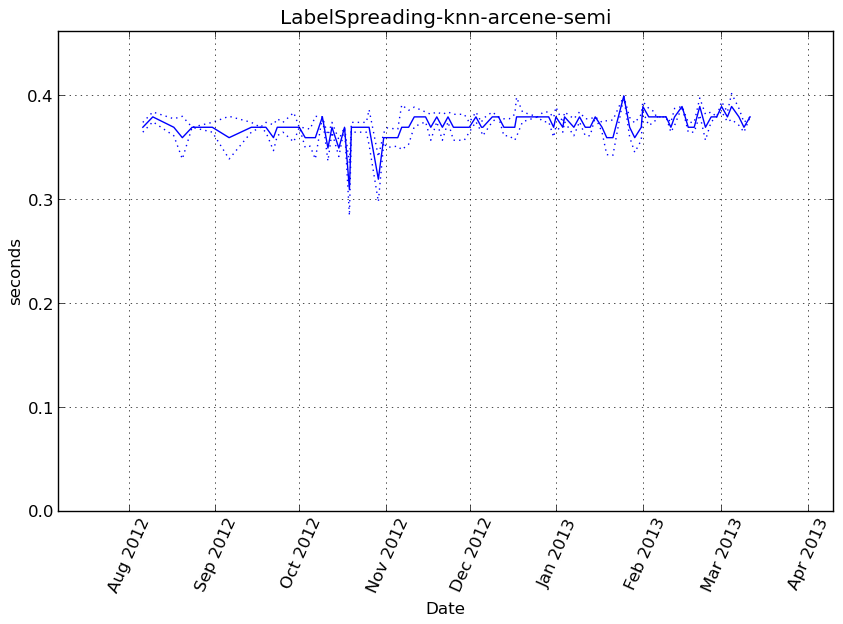 LabelSpreading-knn-arcene-semi
0.4
0.3
0.2
0.1
0.0
seconds
Aug 2012
Sep 2012
Oct 2012
Nov 2012
Dec 2012
Jan 2013
Feb 2013
Mar 2013
Apr 2013
Date